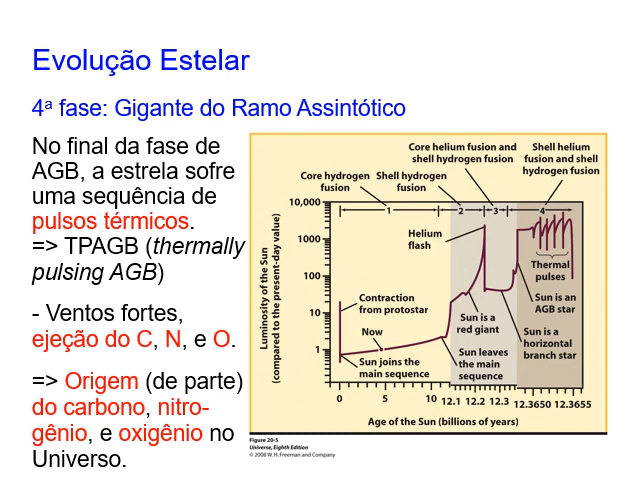 Evolução Estelar
4ª fase: Gigante do Ramo Assintótico
No final da fase de
AGB, a estrela sofre
uma sequência de
pulsos térmicos.
=> TPAGB (thermally
pulsing AGB)
- Ventos fortes,
ejeção do C, N, e O.
=> Origem (de parte)
do carbono, nitro-
gênio, e oxigênio no
Universo.
Core helium fusion and
shell hydrogen fusion
Shell helium
fusion and shell
hydrogen fusion
Core hydrogen
fusion
Shell hydrogen
fusion
10,000
1000
100
10
1
1
2
3
4
Luminosity of the Sun
(compared to the present-day value)
Helium
flash
Thermal
pulses
Contraction
from protostar
Now
Sun joins the
main sequence
Sun is a
red giant
Sun leaves
the main
sequence
Sun is an
AGB star
Sun is a
horizontal
branch star
0 5 10 12.1 12.2 12.3 12.3650 12.3655
Age of the Sun (billions of years)
Figure 20-5
Universe, Eighth Edition
© 2008 W. H. Freeman and Company